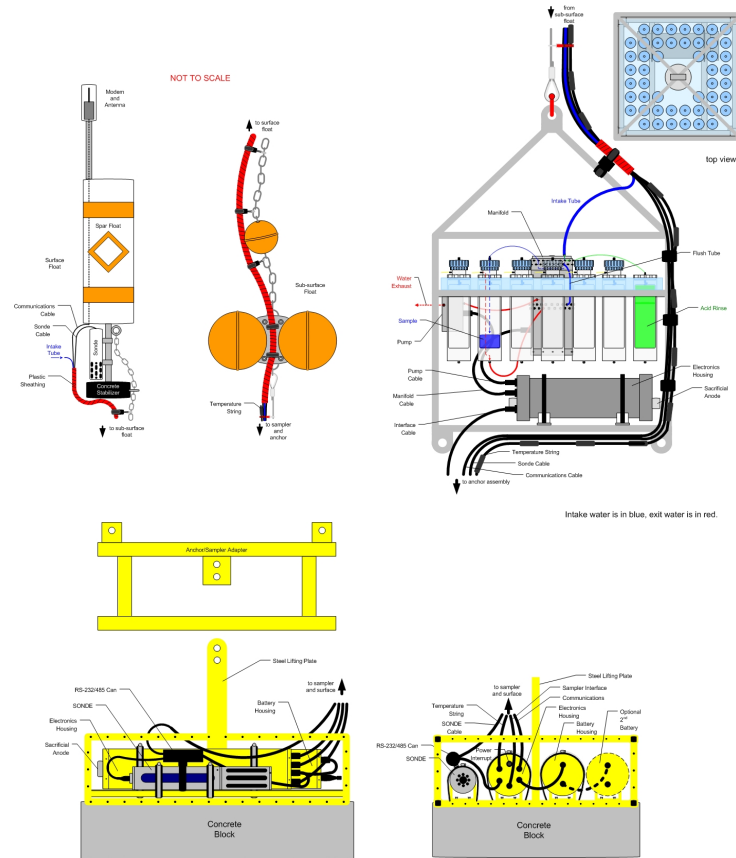 NOT TO SCALE
Modem
and
Antenna
Spar Float
Surface
Float
Communications
Cable
Sonde
Cable
Sonde
Intake
Tube
Plastic
Sheathing
Concrete
Stabilizer
to sub-surface
float
to surface
float
Sub-surface
Float
Temperature
String
to sampler
and
anchor
from
sub-surface
float
top view
Intake Tube
Manifold
Flush Tube
Water
Exhaust
Sample
Acid Rinse
Pump
Pump
Cable
Manifold
Cable
Interface
Cable
Electronics
Housing
Sacrificial
Anode
Temperature String
Sonde Cable
Communications Cable
to anchor assembly
Intake water is in blue, exit water is in red.
Anchor/Sampler Adapter
Steel Lifting Plate
RS-232/485 Can
SONDE
Electronics
Housing
Sacrificial
Anode
Battery
Housing
to sampler
and surface
Concrete
Block
Steel Lifting Plate
to sampler
and surface
Temperature
String
SONDE
Cable
Sampler Interface
Communications
Electronics
Housing
Battery
Housing
Optional
2nd
Battery
RS-232/485 Can
SONDE
Power
Interrupt
Concrete
Block